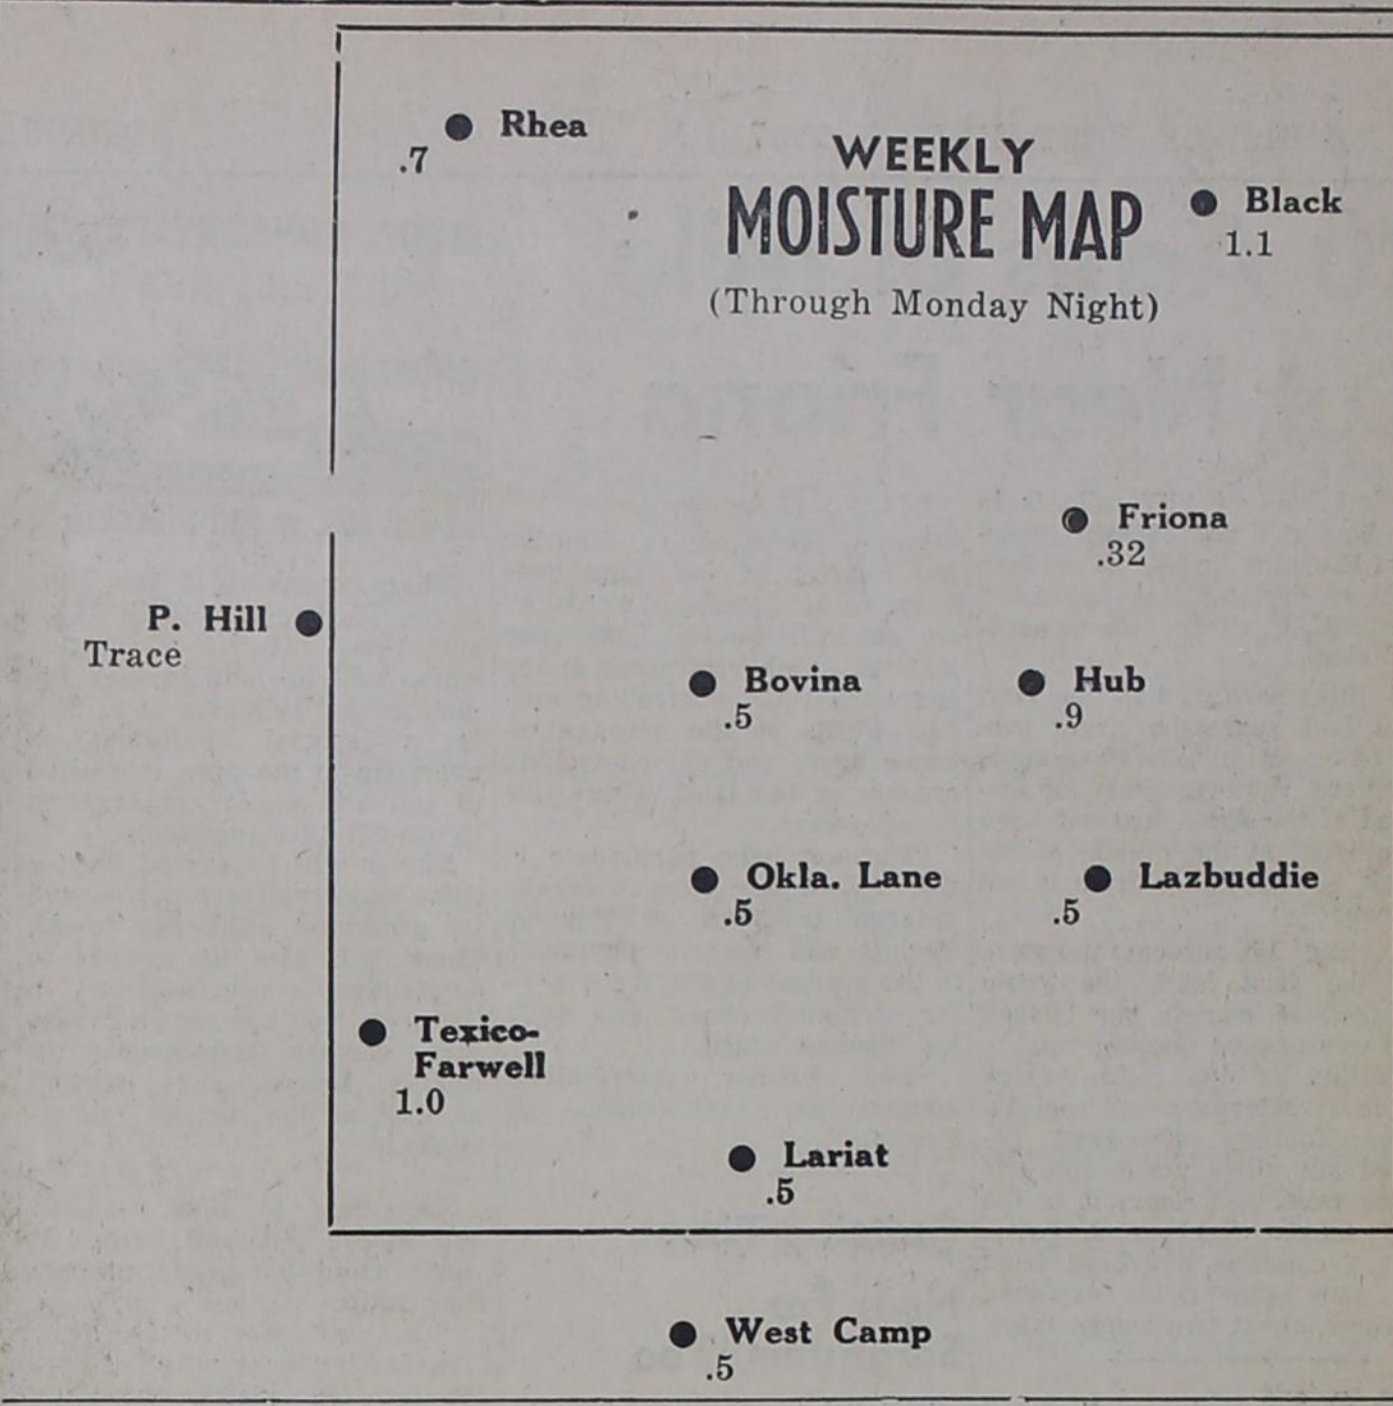 Rhea
.7
WEEKLY
MOISTURE MAP
(Through Monday Night)
Black
1.1
Friona
.32
P. Hill
Trace
Bovina
.5
Hub
.9
Okla. Lane
.5
Lazbuddie
.5
Texico-
Farwell
1.0
Lariat
.5
West Camp
.5